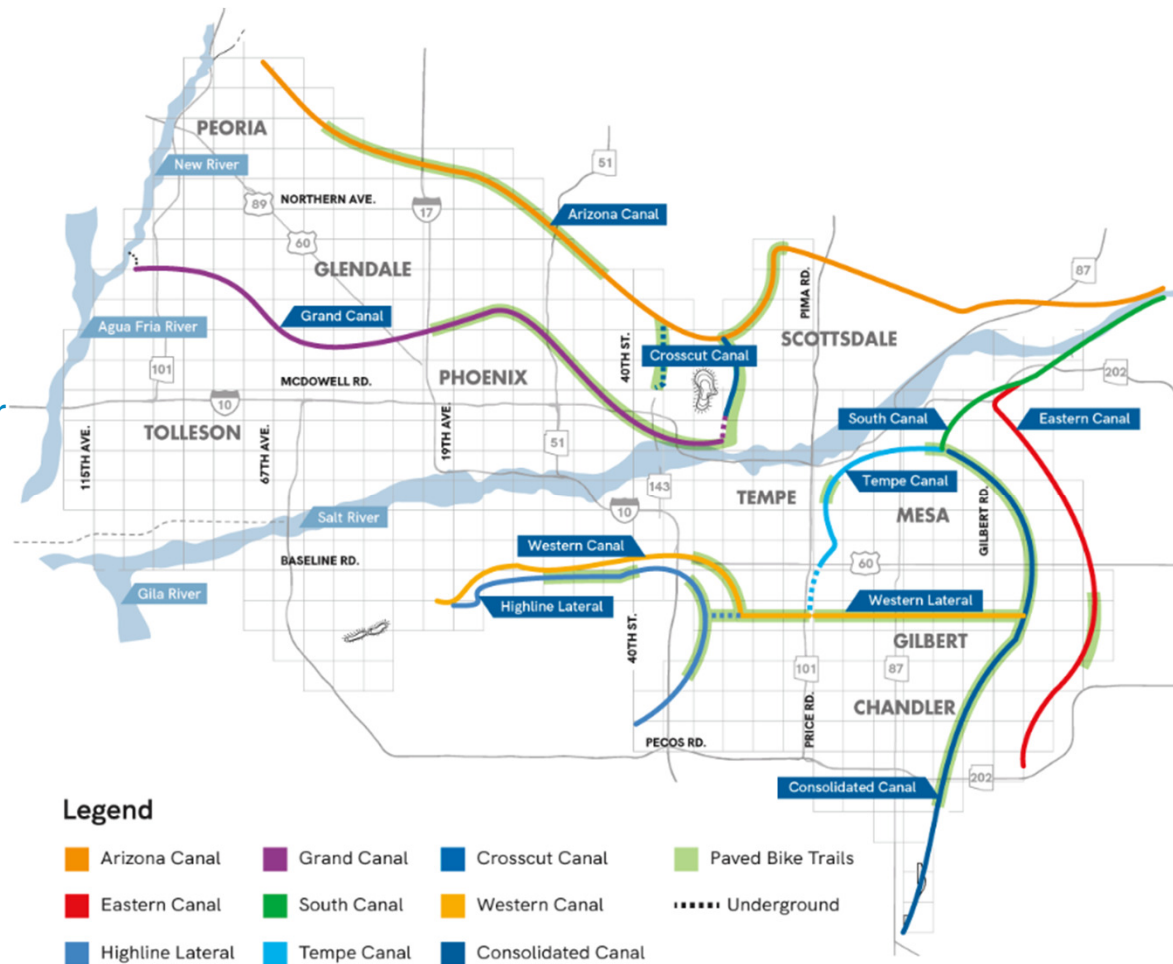 PEORIA
New River
51
89
NORTHERN AVE.
17
Arizona Canal
60
GLENDALE
PIMA RD.
87
Grand Canal
Agua Fria River
SCOTTSDALE
40TH ST.
Crosscut Canal
101
MCDOWELL RD.
PHOENIX
202
10
TOLLESON
South Canal
Eastern Canal
115TH AVE.
67TH AVE.
19TH AVE.
51
143
TEMPE
Tempe Canal
MESA
GILBERT RD.
10
Salt River
Western Canal
BASELINE RD.
60
Gila River
Highline Lateral
Western Lateral
40TH ST.
GILBERT
101
87
CHANDLER
PRICE RD.
PECOS RD.
202
Consolidated Canal
Legend
Arizona Canal
Grand Canal
Crosscut Canal
Paved Bike Trails
Eastern Canal
South Canal
Western Canal
Underground
Highline Lateral
Tempe Canal
Consolidated Canal